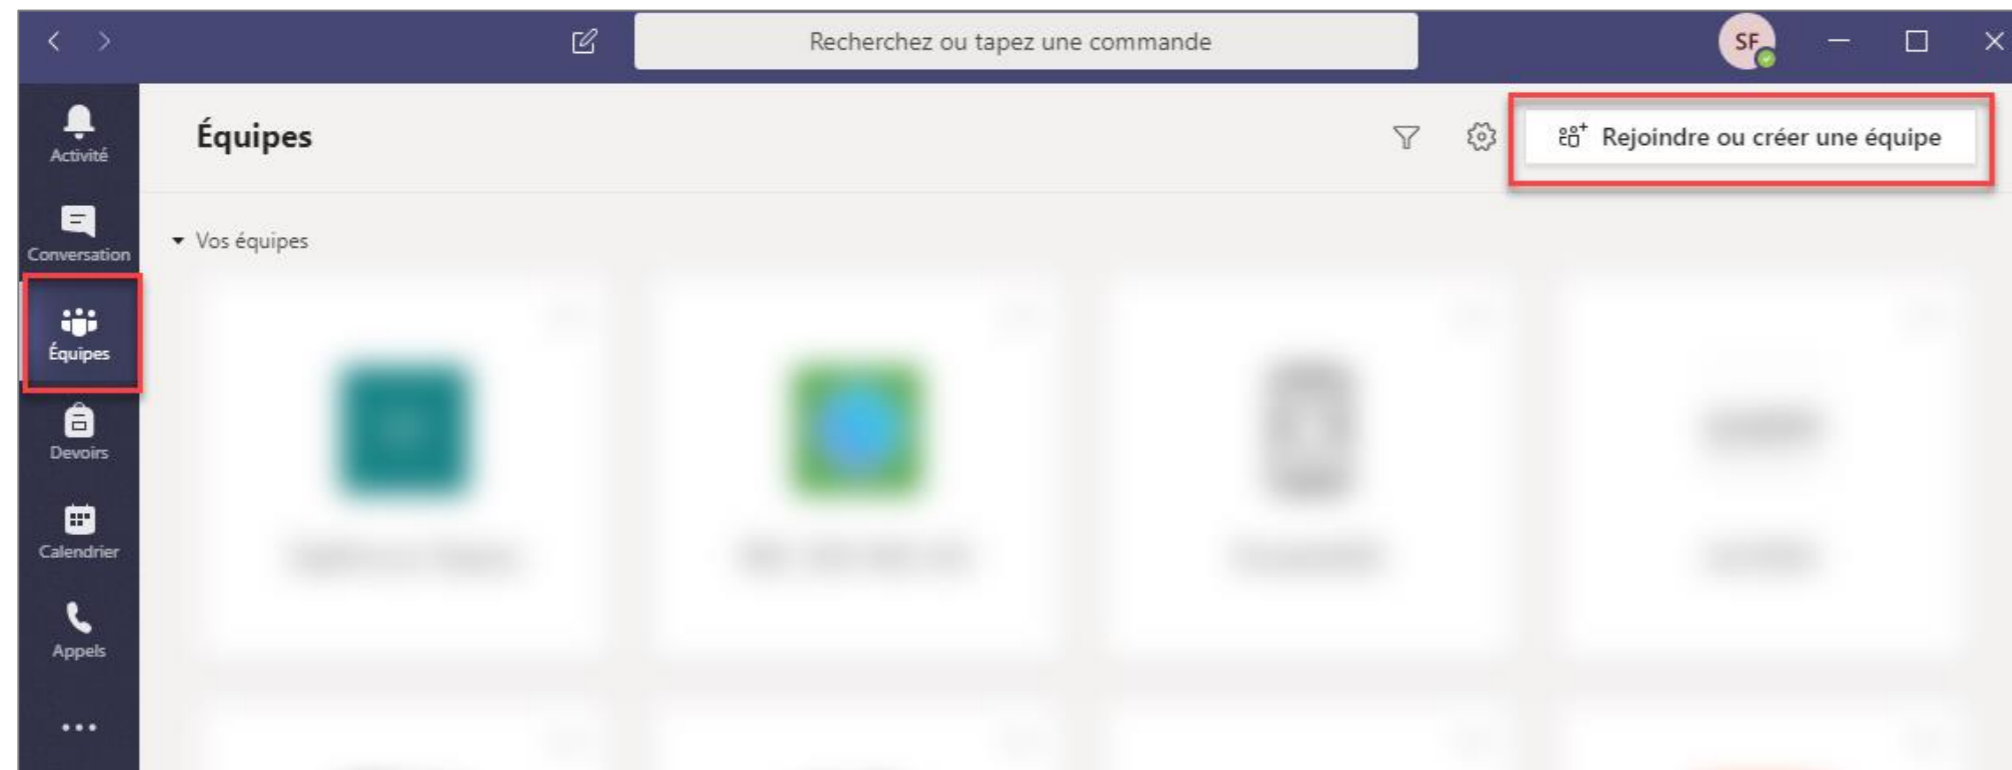 Recherchez ou tapez une commande
SF
Activité
Conversation
Équipes
Devoirs
Calendrier
Appels
Équipes
Rejoindre ou créer une équipe
Vos équipes